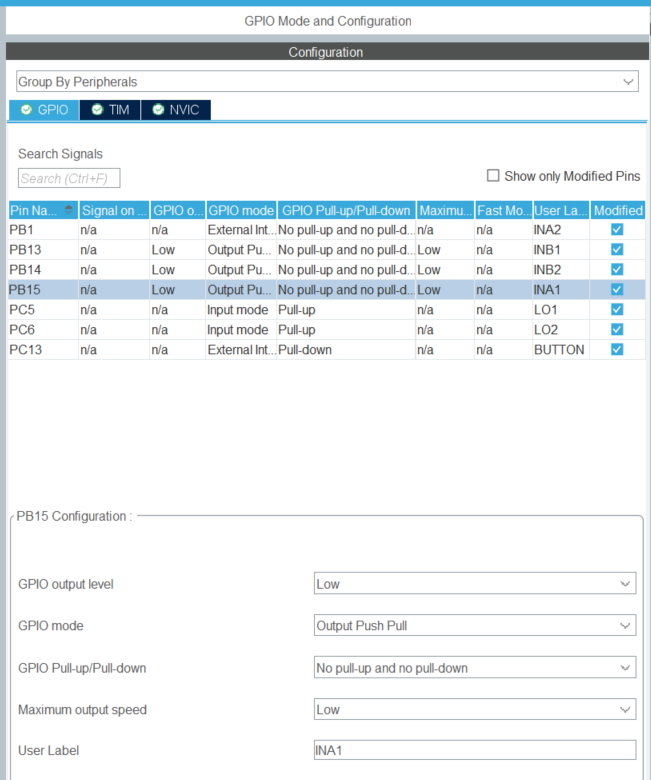 GPIO Mode and Configuration
Configuration
Group By Peripherals
GPIO TIM NVIC
Search Signals
Search (Ctrl+F) Show only Modified Pins
Pin Na... Signal on ... GPIO o... GPIO mode GPIO Pull-up/Pull-down Maximu... Fast Mo... User La... Modified
PB1 n/a n/a External Int... No pull-up and no pull-d... n/a n/a INA2
PB13 n/a Low Output Pu... No pull-up and no pull-d... Low n/a INB1
PB14 n/a Low Output Pu... No pull-up and no pull-d... Low n/a INB2
PB15 n/a Low Output Pu... No pull-up and no pull-d... Low n/a INA1
PC5 n/a n/a Input mode Pull-up n/a n/a LO1
PC6 n/a n/a Input mode Pull-up n/a n/a LO2
PC13 n/a n/a External Int... Pull-down n/a n/a BUTTON
PB15 Configuration :
GPIO output level Low
GPIO mode Output Push Pull
GPIO Pull-up/Pull-down No pull-up and no pull-down
Maximum output speed Low
User Label INA1